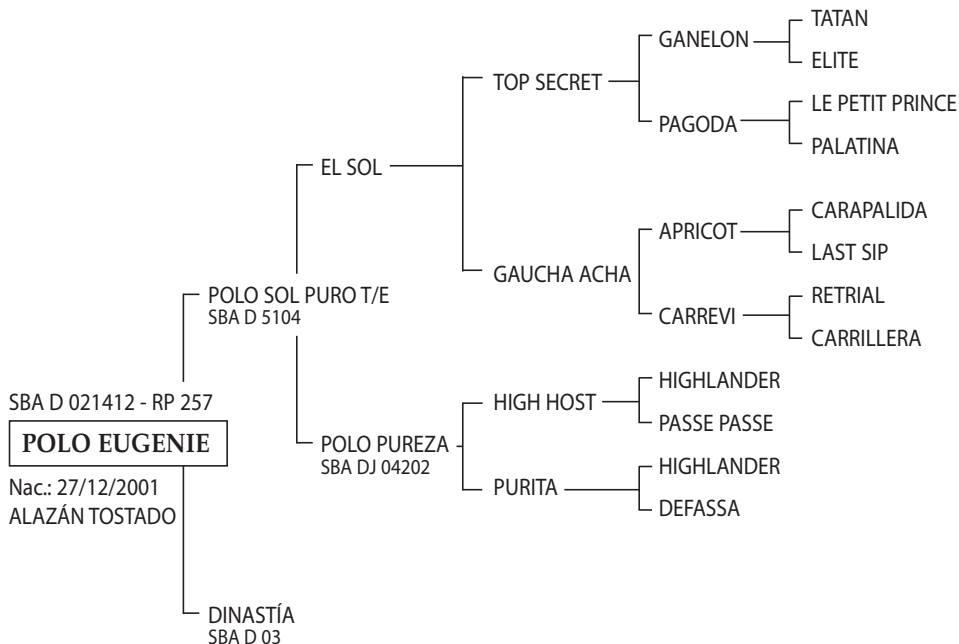 TATAN
GANELON
ELITE
TOP SECRET
LE PETIT PRINCE
PAGODA
PALATINA
EL SOL
CARAPALIDA
APRICOT
LAST SIP
GAUCHA ACHA
RETRIAL
CARREVI
CARRILLERA
POLO SOL PURO T/E
SBA D 5104
HIGHLANDER
HIGH HOST
PASSE PASSE
POLO PUREZA
SBA DJ 04202
HIGHLANDER
PURITA
DEFASSA
SBA D 021412 - RP 257
POLO EUGENIE
Nac.: 27/12/2001
ALAZÁN TOSTADO
DINASTÍA
SBA D 03